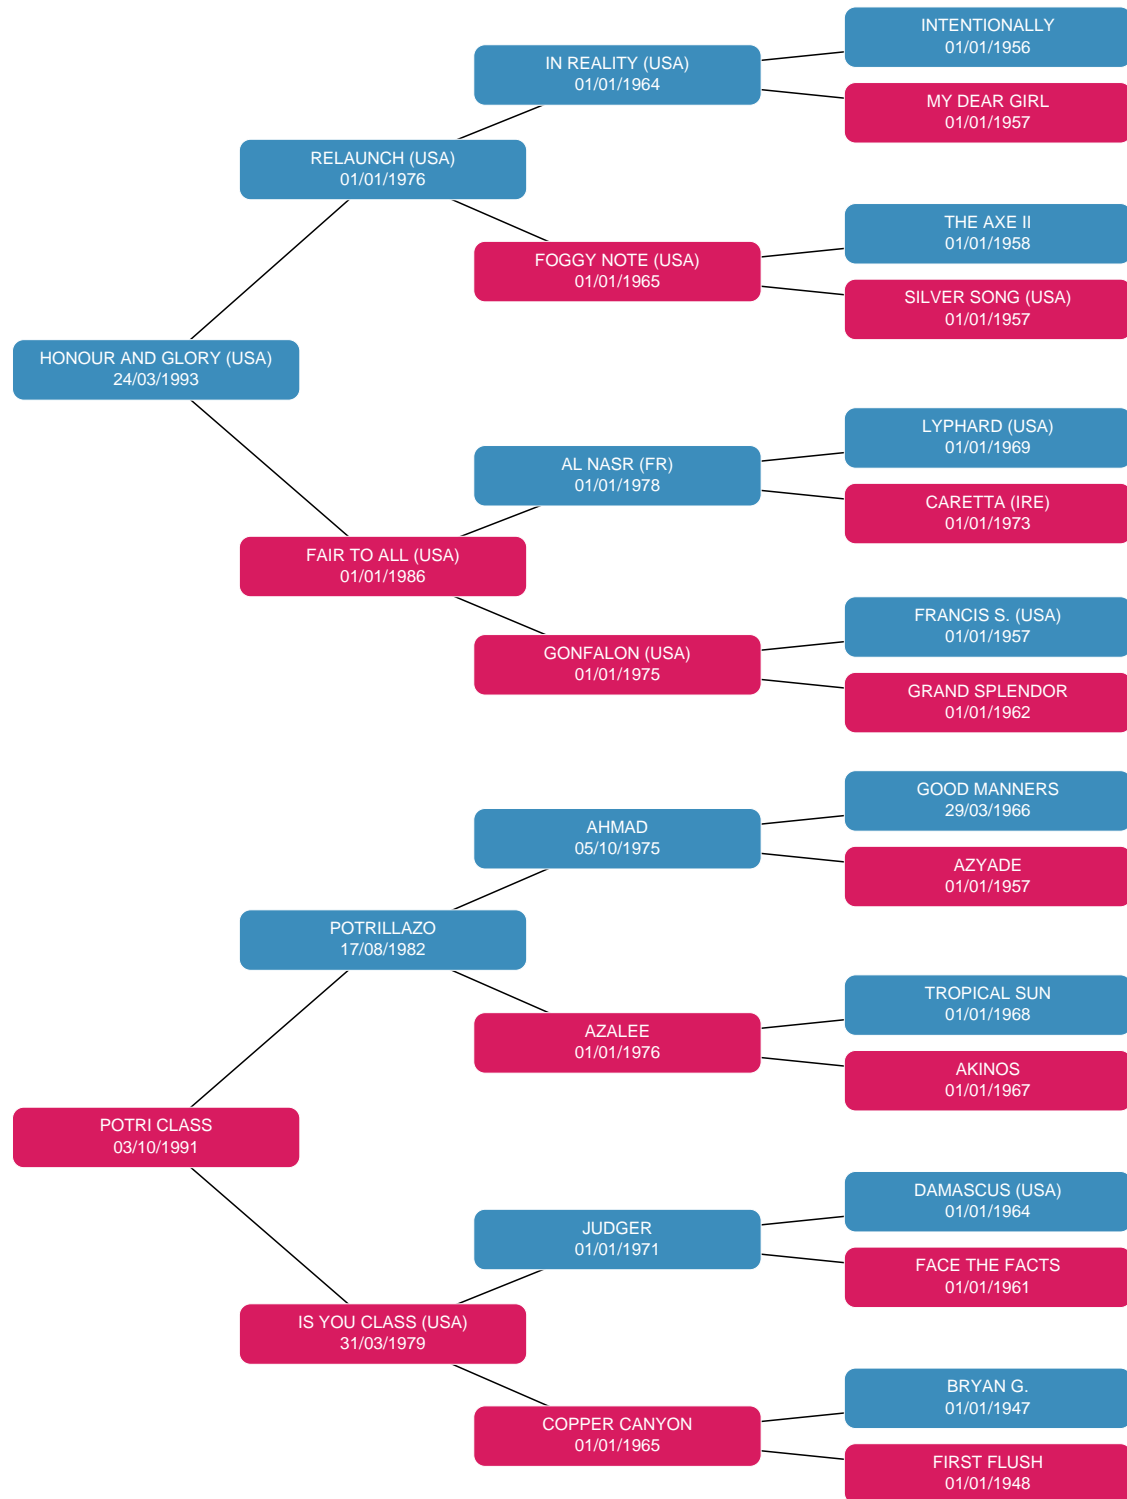 INTENTIONALLY
01/01/1956
IN REALITY (USA)
01/01/1964
MY DEAR GIRL
01/01/1957
RELAUNCH (USA)
01/01/1976
THE AXE II
01/01/1958
FOGGY NOTE (USA)
01/01/1965
SILVER SONG (USA)
01/01/1957
HONOUR AND GLORY (USA)
24/03/1993
LYPHARD (USA)
01/01/1969
AL NASR (FR)
01/01/1978
CARETTA (IRE)
01/01/1973
FAIR TO ALL (USA)
01/01/1986
FRANCIS S. (USA)
01/01/1957
GONFALON (USA)
01/01/1975
GRAND SPLENDOR
01/01/1962
GOOD MANNERS
29/03/1966
AHMAD
05/10/1975
AZYADE
01/01/1957
POTRILLAZO
17/08/1982
TROPICAL SUN
01/01/1968
AZALEE
01/01/1976
AKINOS
01/01/1967
POTRI CLASS
03/10/1991
DAMASCUS (USA)
01/01/1964
JUDGER
01/01/1971
FACE THE FACTS
01/01/1961
IS YOU CLASS (USA)
31/03/1979
BRYAN G.
01/01/1947
COPPER CANYON
01/01/1965
FIRST FLUSH
01/01/1948